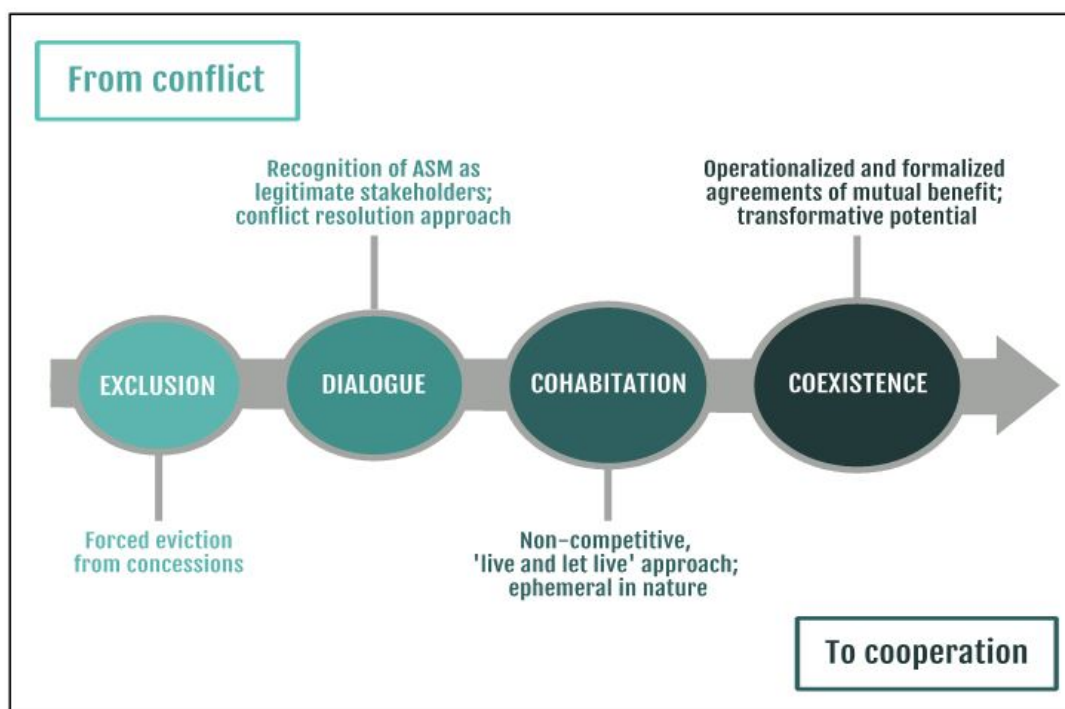 From conflict
Recognition of ASM as
legitimate stakeholders;
conflict resolution approach
Operationalized and formalized
agreements of mutual benefit;
transformative potential
EXCLUSION
DIALOGUE
COHABITATION
COEXISTENCE
Forced eviction
from concessions
Non-competitive,
'live and let live' approach;
ephemeral in nature
To cooperation